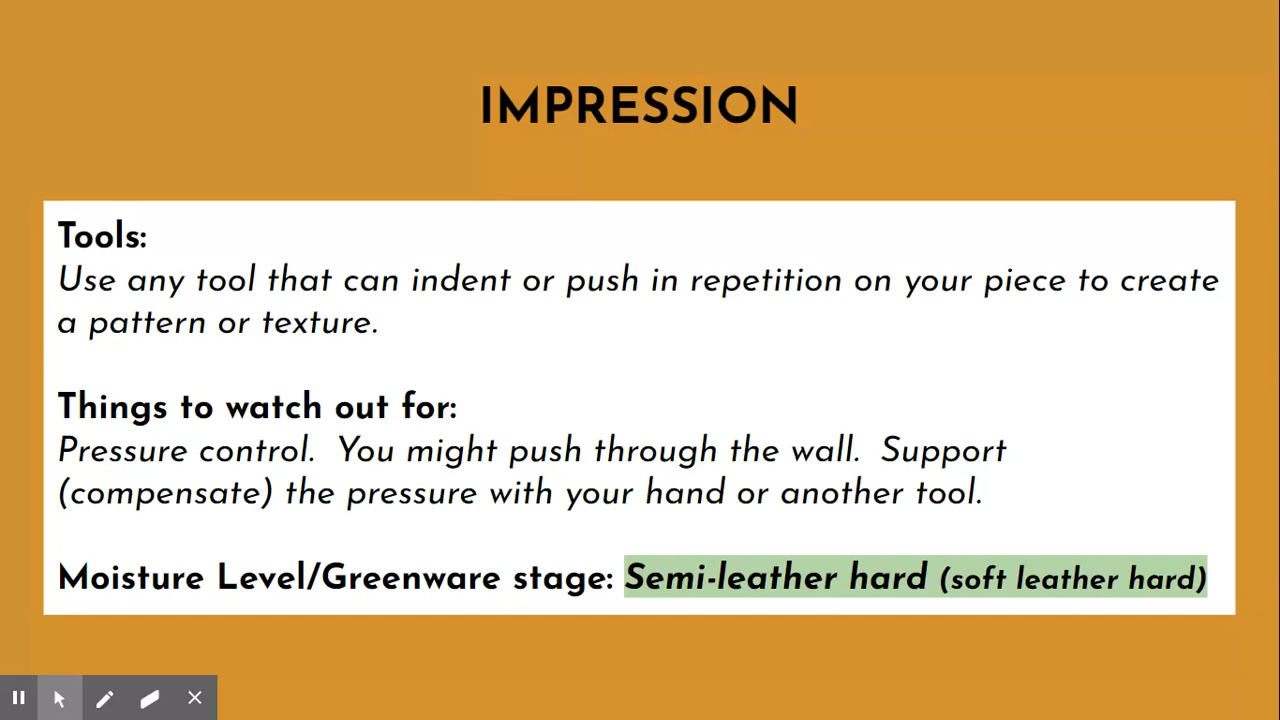 IMPRESSION
Tools:
Use any tool that can indent or push in repetition on your piece to create
a pattern or texture.
Things to watch out for:
Pressure control.  You might push through the wall.  Support
(compensate) the pressure with your hand or another tool.
Moisture Level/Greenware stage: Semi-leather hard (soft leather hard)